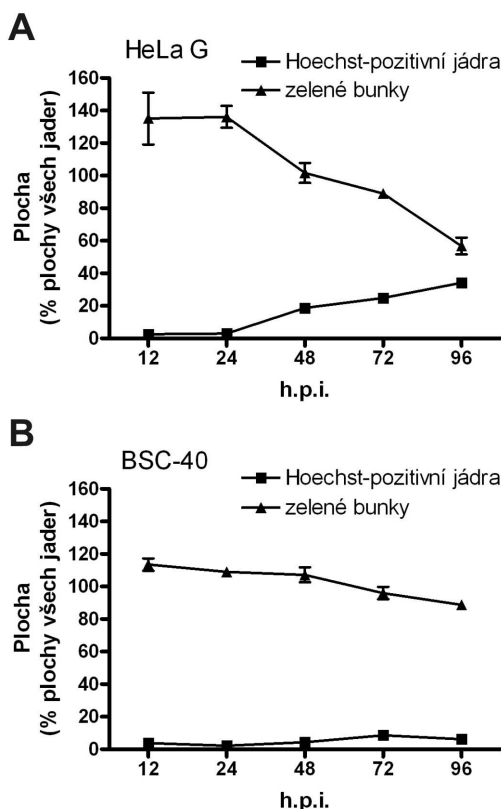 A
HeLa G
Hoechst-pozitivní jádra
zelené bunky
160
140
120
100
80
60
40
20
0
Plocha
(% plochy všech jader)
12 24 48 72 96
h.p.i.
B
BSC-40
Hoechst-pozitivní jádra
zelené bunky
160
140
120
100
80
60
40
20
0
Plocha
(% plochy všech jader)
12 24 48 72 96
h.p.i.